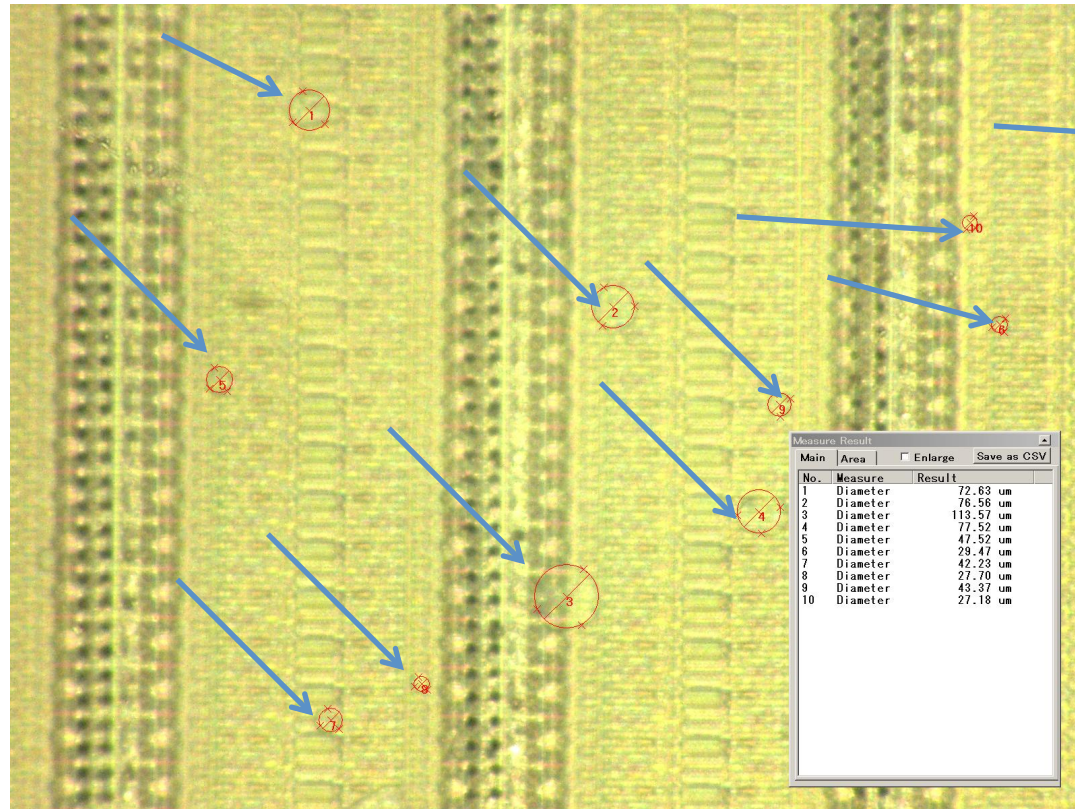 1
10
2
6
5
9
4
3
8
7
Measure Result
Main Area Enlarge Save as CSV
No. Measure Result
1 Diameter 72.63 um
2 Diameter 76.56 um
3 Diameter 113.57 um
4 Diameter 77.52 um
5 Diameter 47.52 um
6 Diameter 29.47 um
7 Diameter 42.23 um
8 Diameter 27.70 um
9 Diameter 43.37 um
10 Diameter 27.18 um